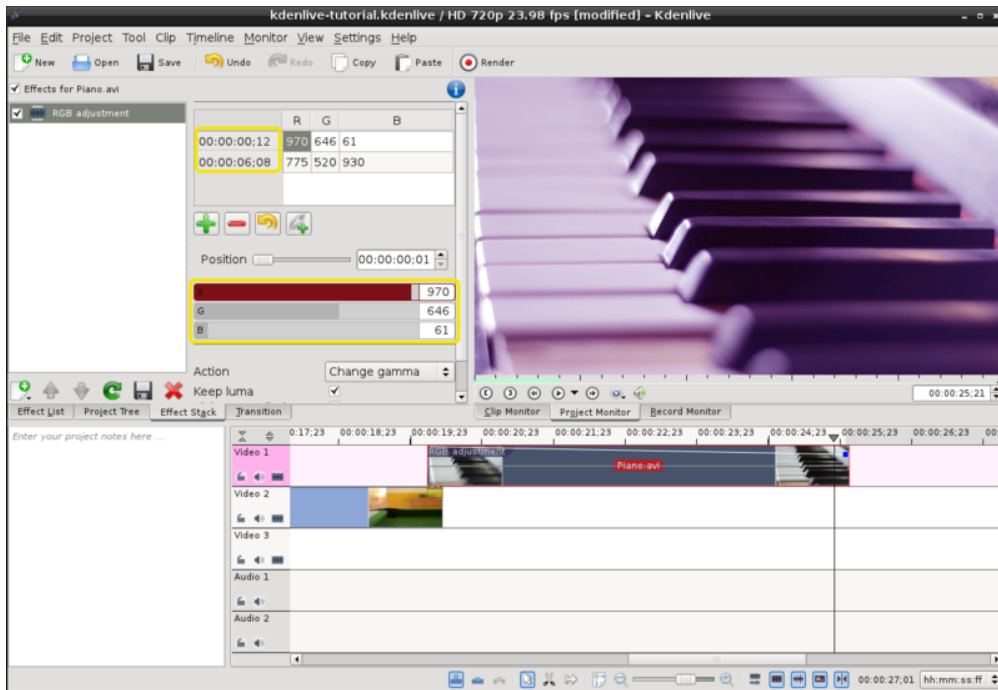 kdenlive-tutorial.kdenlive / HD 720p 23.98 fps [modified] – Kdenlive
File Edit Project Tool Clip Timeline Monitor View Settings Help
New Open Save Undo Redo Copy Paste Render
Effects for Piano.avi
RGB adjustment
R G B
00:00:00;12 970 646 61
00:00:06;08 775 520 930
Position 00:00:00;01
R 970
G 646
B 61
Action Change gamma
Keep luma
00:00:25;21
Effect List Project Tree Effect Stack Transition
Clip Monitor Project Monitor Record Monitor
Enter your project notes here ...
0:17;23 00:00:18;23 00:00:19;23 00:00:20;23 00:00:21;23 00:00:22;23 00:00:23;23 00:00:24;23 00:00:25;23 00:00:26;23 00:
Video 1
RGB adjustment
Piano.avi
Video 2
Video 3
Audio 1
Audio 2
00:00:27;01 hh:mm:ss:ff